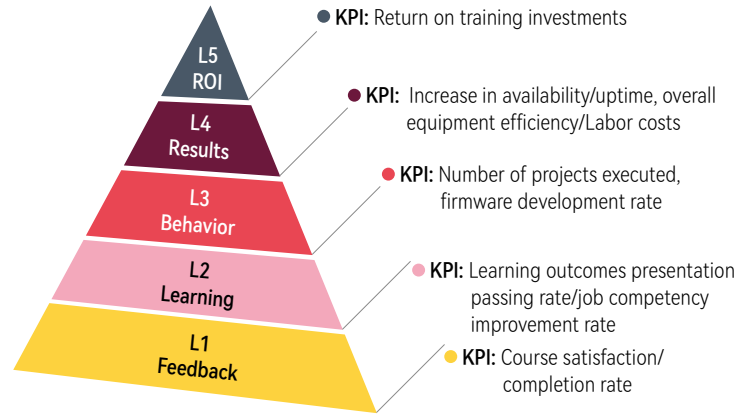 L5
ROI
KPI: Return on training investments
L4
Results
KPI: Increase in availability/uptime, overall
equipment efficiency/Labor costs
L3
Behavior
KPI: Number of projects executed,
firmware development rate
L2
Learning
KPI: Learning outcomes presentation
passing rate/job competency
improvement rate
L1
Feedback
KPI: Course satisfaction/
completion rate